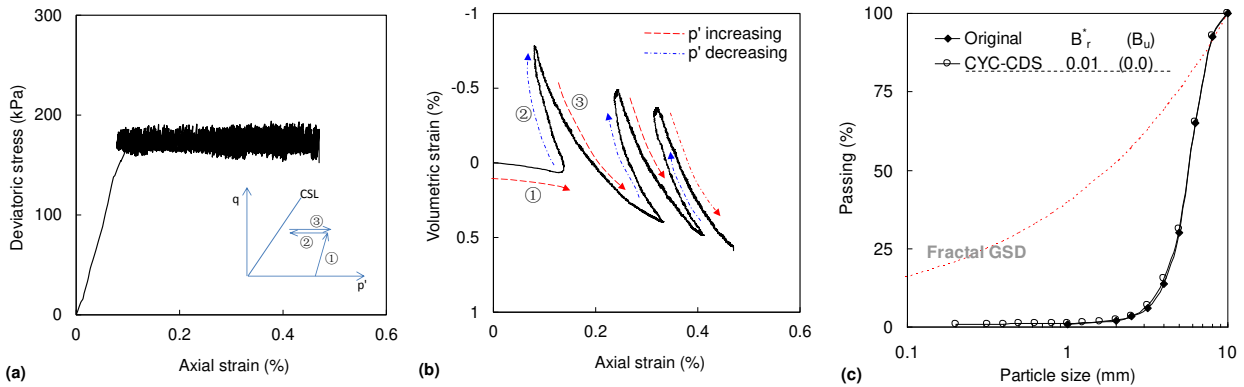 300
200
100
0
0
0.2
0.4
0.6
Deviatoric stress (kPa)
Axial strain (%)
q
CSL
③
②
①
p'
(a)
-1
-0.5
0
0.5
1
0
0.2
0.4
0.6
Volumetric strain (%)
Axial strain (%)
p' increasing
p' decreasing
②
③
①
(b)
100
75
50
25
0
0.1
1
10
Passing (%)
Particle size (mm)
Original B*r (Bu)
CYC-CDS 0.01 (0.0)
Fractal GSD
(c)